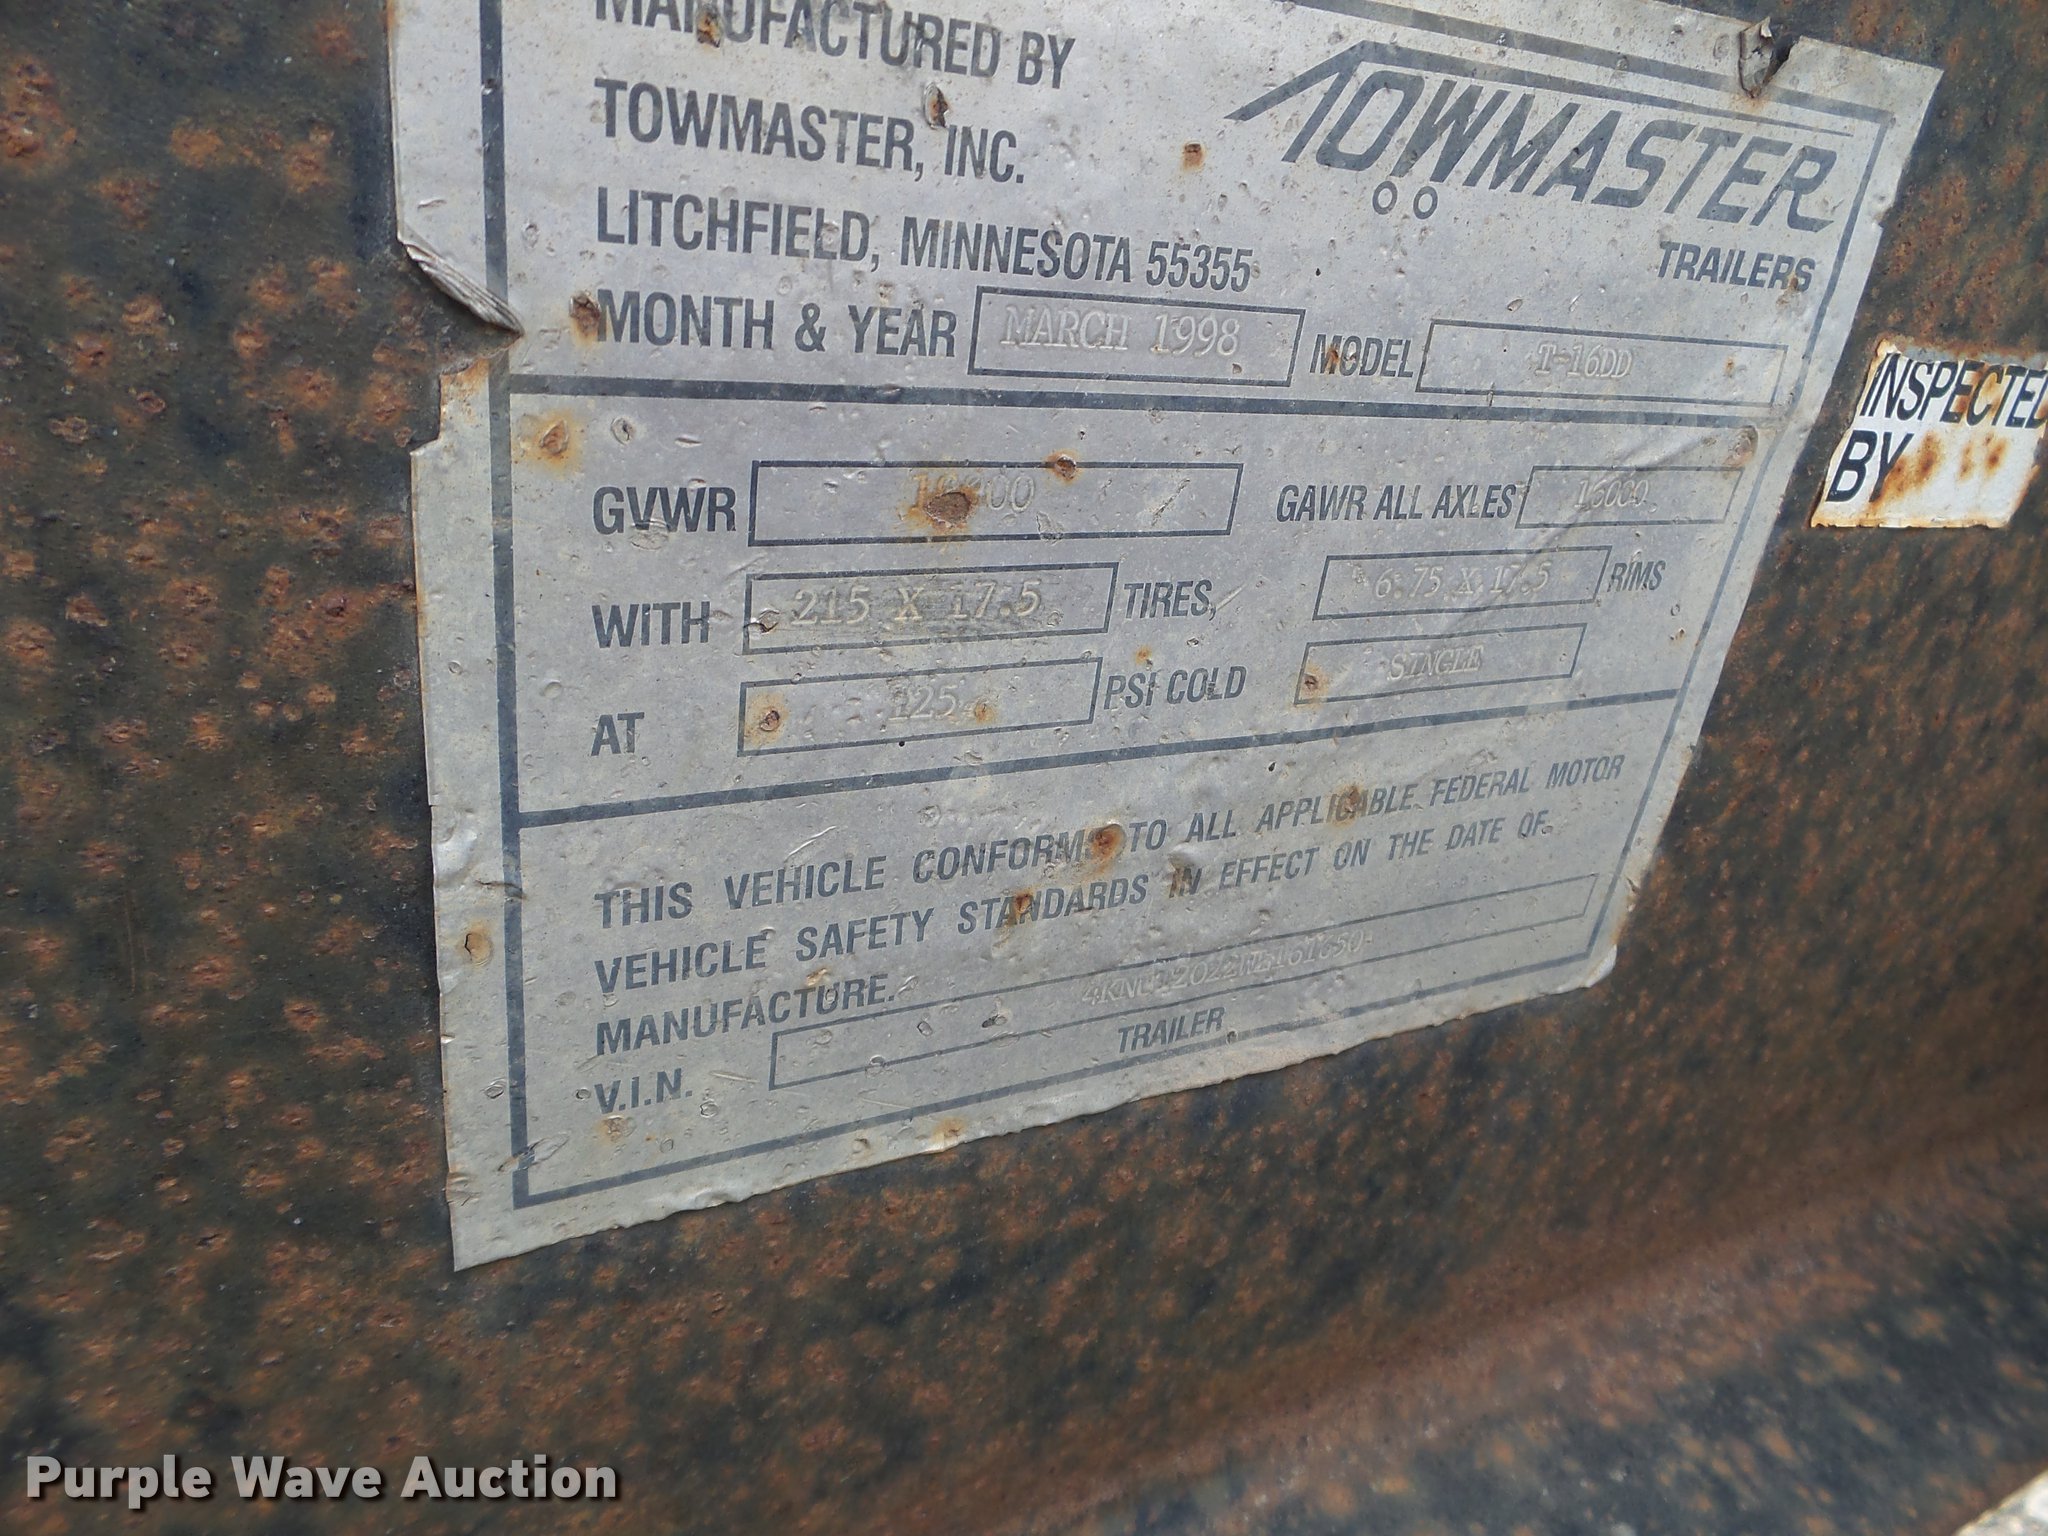 MANUFACTURED BY
TOWMASTER, INC.
LITCHFIELD, MINNESOTA 55355
TOWMASTER
TRAILERS
MONTH & YEAR MARCH 1998 MODEL T-16DD
GVWR GAWR ALL AXLES 16000
WITH 215 X 17.5 TIRES, 6.75 X 17.5 RIMS
AT 125 PSI COLD SINGLE
THIS VEHICLE CONFORMS TO ALL APPLICABLE FEDERAL MOTOR
VEHICLE SAFETY STANDARDS IN EFFECT ON THE DATE OF
MANUFACTURE.
V.I.N.
TRAILER
INSPECTED
BY
Purple Wave Auction